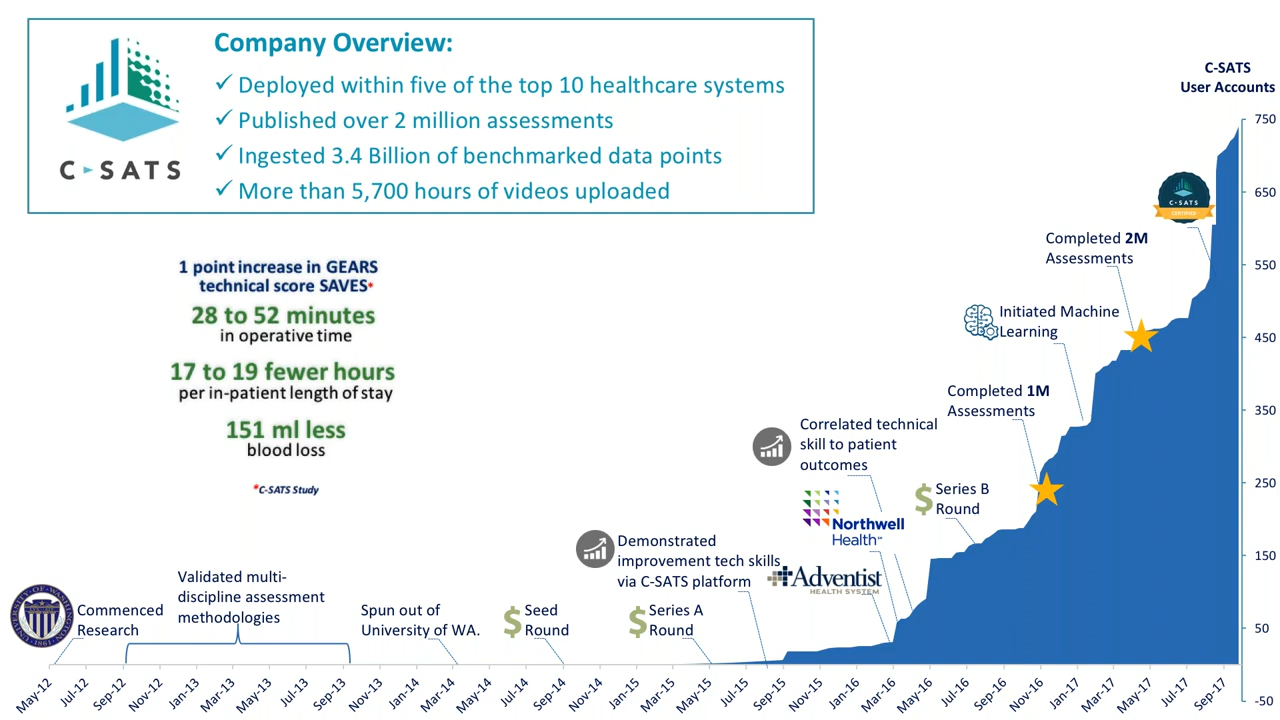 Company Overview:
✓ Deployed within five of the top 10 healthcare systems
✓ Published over 2 million assessments
✓ Ingested 3.4 Billion of benchmarked data points
✓ More than 5,700 hours of videos uploaded
C-SATS
C-SATS
User Accounts
1 point increase in GEARS
technical score SAVES*
28 to 52 minutes
in operative time
17 to 19 fewer hours
per in-patient length of stay
151 ml less
blood loss
*C-SATS Study
UNIVERSITY OF WASHINGTON
1861
Commenced
Research
Validated multi-
discipline assessment
methodologies
Spun out of
University of WA.
$ Seed
Round
$ Series A
Round
Demonstrated
improvement tech skills
via C-SATS platform
Adventist
HEALTH SYSTEM
Northwell
Health℠
Correlated technical
skill to patient
outcomes
$ Series B
Round
Completed 1M
Assessments
Initiated Machine
Learning
Completed 2M
Assessments
C-SATS
CERTIFIED
750
650
550
450
350
250
150
50
-50
May-12
Jul-12
Sep-12
Nov-12
Jan-13
Mar-13
May-13
Jul-13
Sep-13
Nov-13
Jan-14
Mar-14
May-14
Jul-14
Sep-14
Nov-14
Jan-15
Mar-15
May-15
Jul-15
Sep-15
Nov-15
Jan-16
Mar-16
May-16
Jul-16
Sep-16
Nov-16
Jan-17
Mar-17
May-17
Jul-17
Sep-17